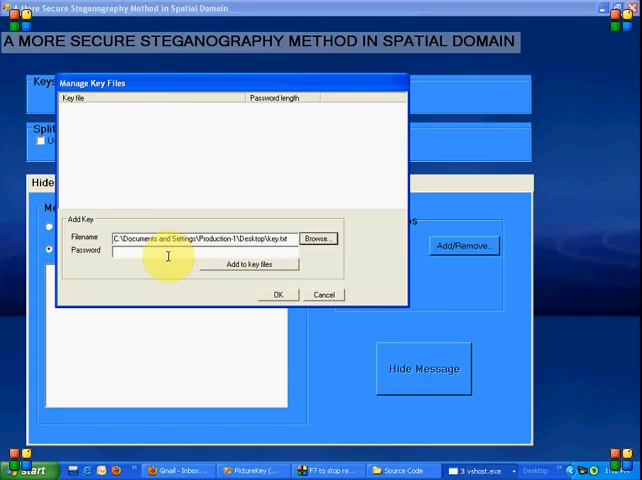 A More Secure Steganography Method In Spatial Domain
A MORE SECURE STEGANOGRAPHY METHOD IN SPATIAL DOMAIN
Keys
Manage Key Files
Key file
Password length
Split
Hide
Add Key
Filename
C:\Documents and Settings\Production-1\Desktop\key.txt
Browse...
Password
Add to key files
Add/Remove...
OK
Cancel
Hide Message
start
Gmail - Inbox...
PictureKey (...
F7 to stop re...
Source Code
3 vshost.exe
Desktop